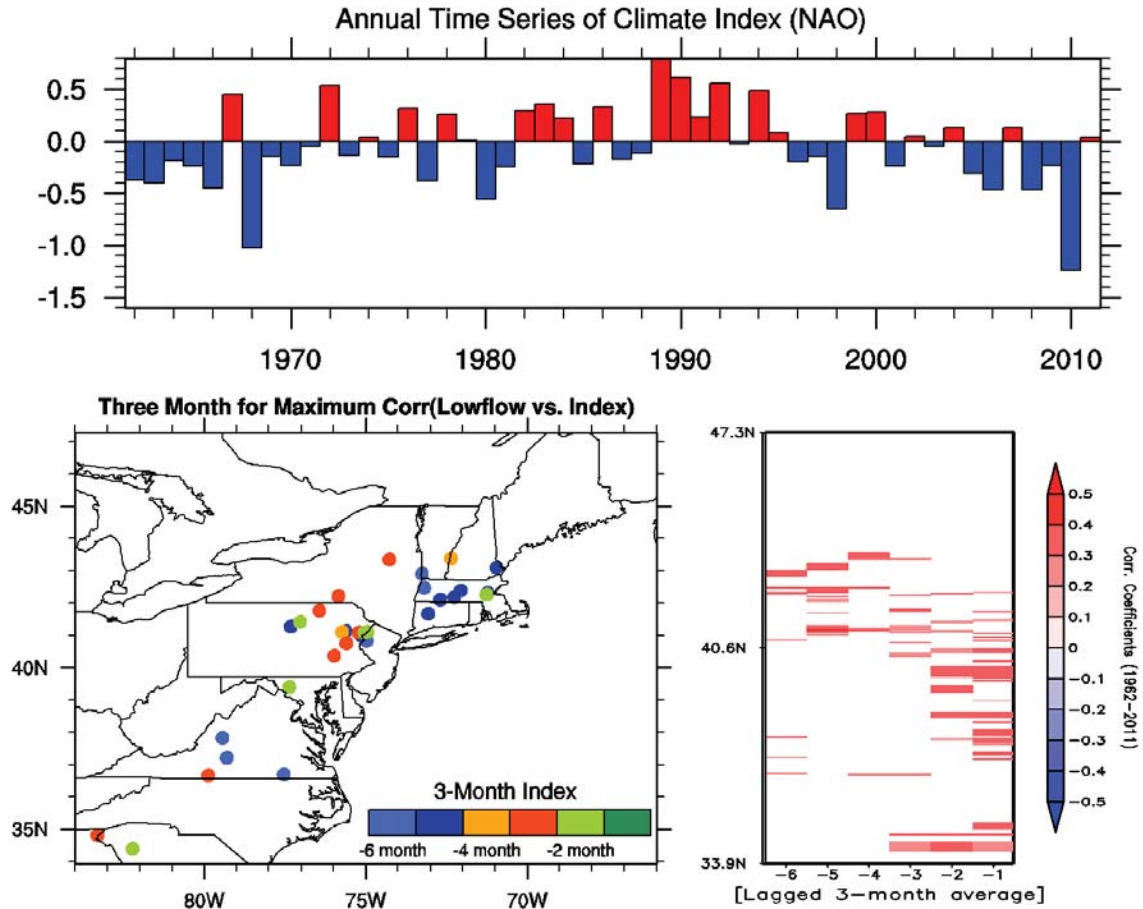 Annual Time Series of Climate Index (NAO)
0.5
0.0
-0.5
-1.0
-1.5
1970 1980 1990 2000 2010
Three Month for Maximum Corr(Lowflow vs. Index)
45N
40N
35N
80W 75W 70W
3-Month Index
-6 month -4 month -2 month
47.3N
40.6N
33.9N
-6 -5 -4 -3 -2 -1
[Lagged 3-month average]
0.5
0.4
0.3
0.2
0.1
0
-0.1
-0.2
-0.3
-0.4
-0.5
Corr. Coefficients (1962-2011)